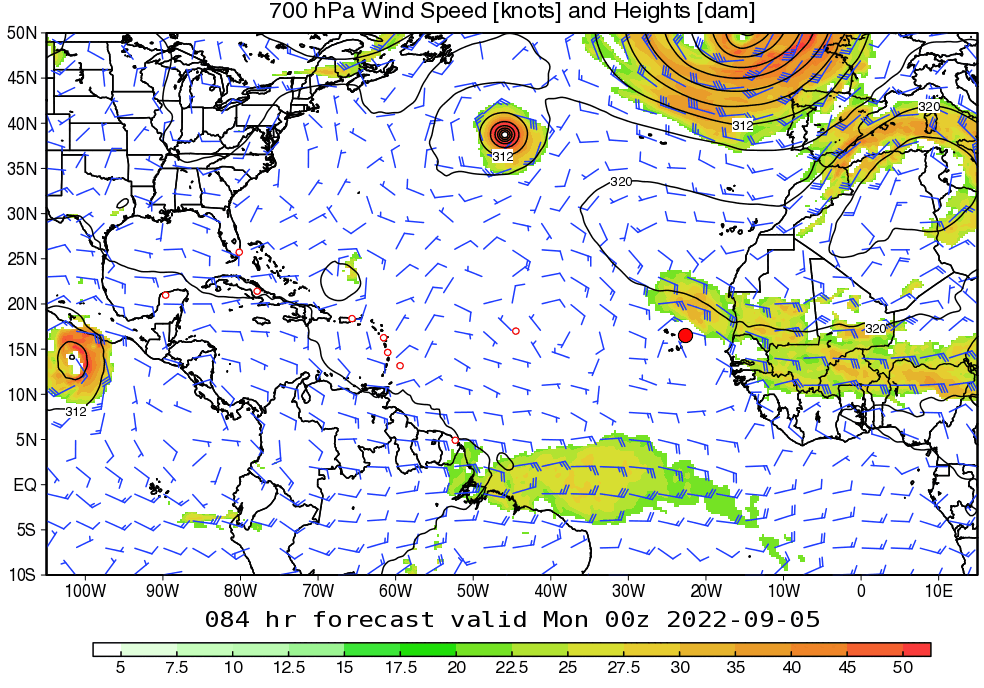 700 hPa Wind Speed [knots] and Heights [dam]
50N
45N
40N
35N
30N
25N
20N
15N
10N
5N
EQ
5S
10S
320
312
312
320
320
312
100W 90W 80W 70W 60W 50W 40W 30W 20W 10W 0 10E
084 hr forecast valid Mon 00z 2022-09-05
5 7.5 10 12.5 15 17.5 20 22.5 25 27.5 30 35 40 45 50